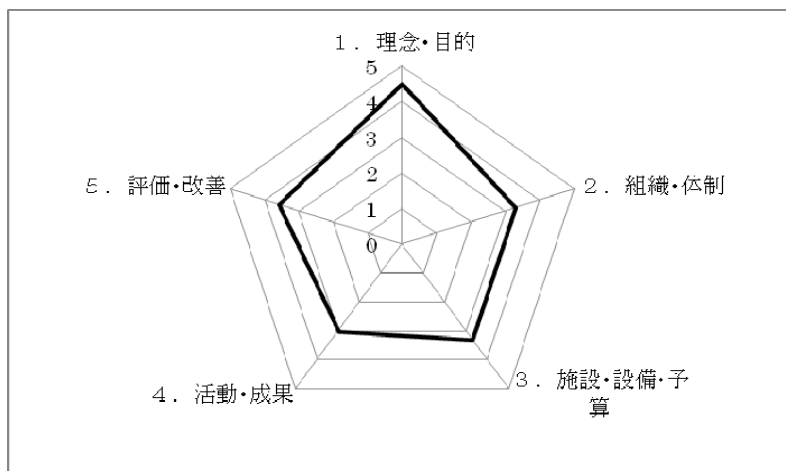 １．理念・目的
5
4
3
2
1
0
２．組織・体制
３．施設・設備・予
算
４．活動・成果
５．評価・改善